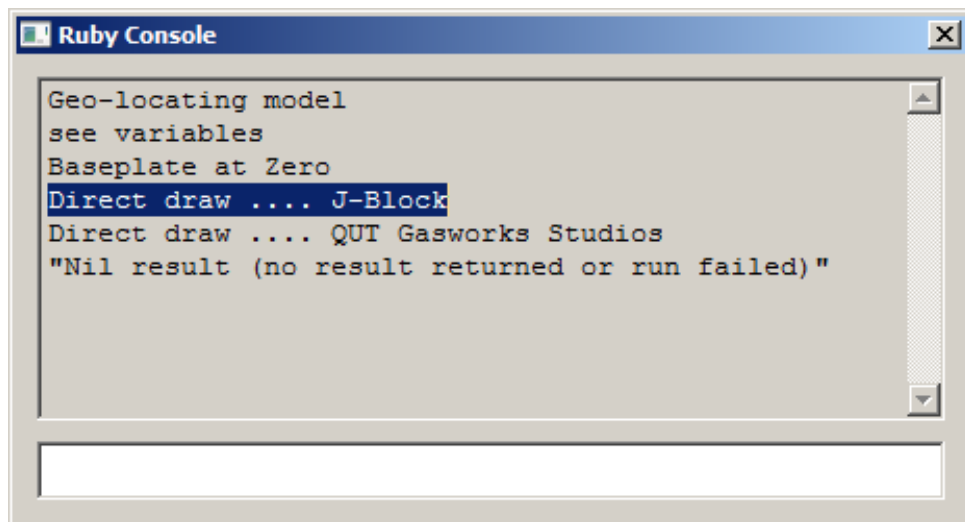 Ruby Console
Geo-locating model
see variables
Baseplate at Zero
Direct draw .... J-Block
Direct draw .... QUT Gasworks Studios
"Nil result (no result returned or run failed)"